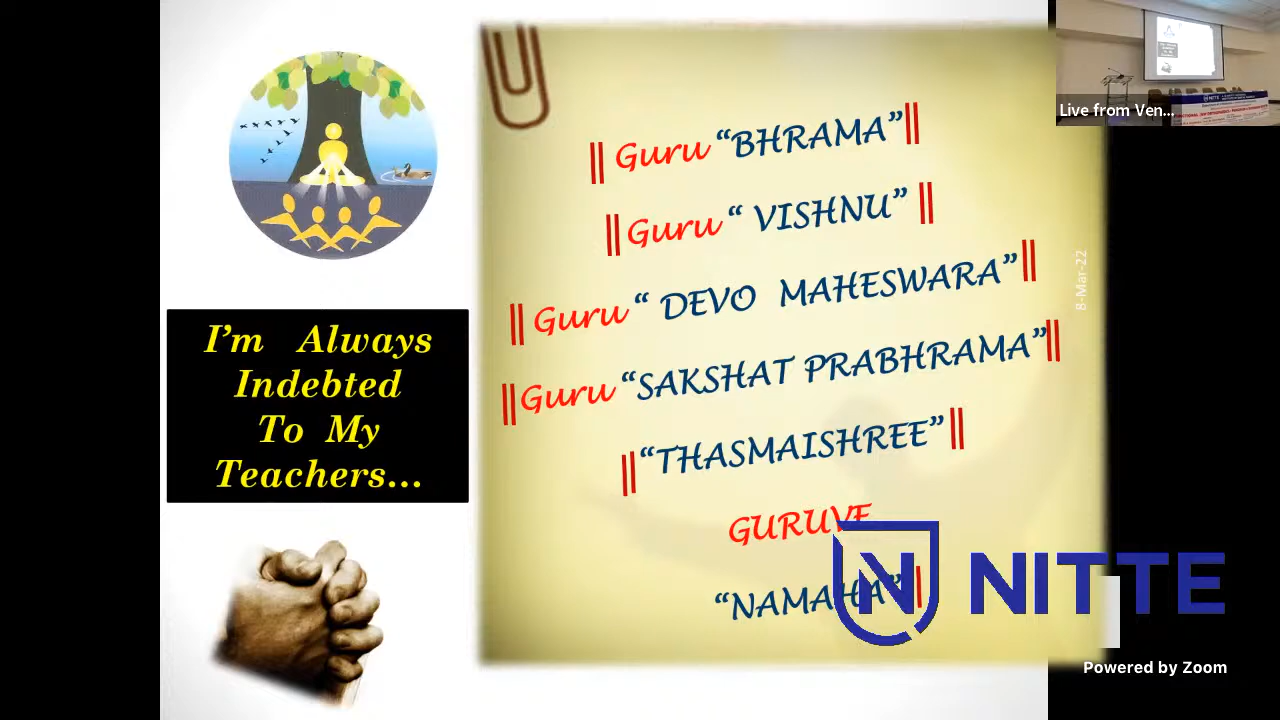 I'm Always
Indebted
To My
Teachers...
|| Guru “BHRAMA” ||
|| Guru “ VISHNU” ||
|| Guru “ DEVO MAHESWARA” ||
|| Guru “SAKSHAT PRABHRAMA” ||
|| “THASMAISHREE” ||
GURUVE
“NAMAHA” |
8-Mar-22
Live from Ven...
NITTE
N NITTE
Powered by Zoom